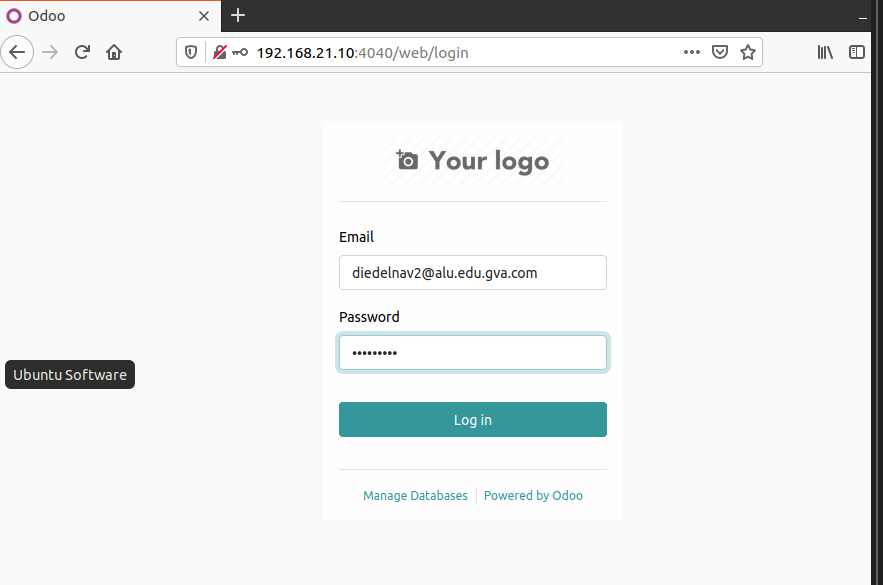 Odoo
192.168.21.10:4040/web/login
Your logo
Email
diedelnav2@alu.edu.gva.com
Password
•••••••••
Ubuntu Software
Log in
Manage Databases
Powered by Odoo